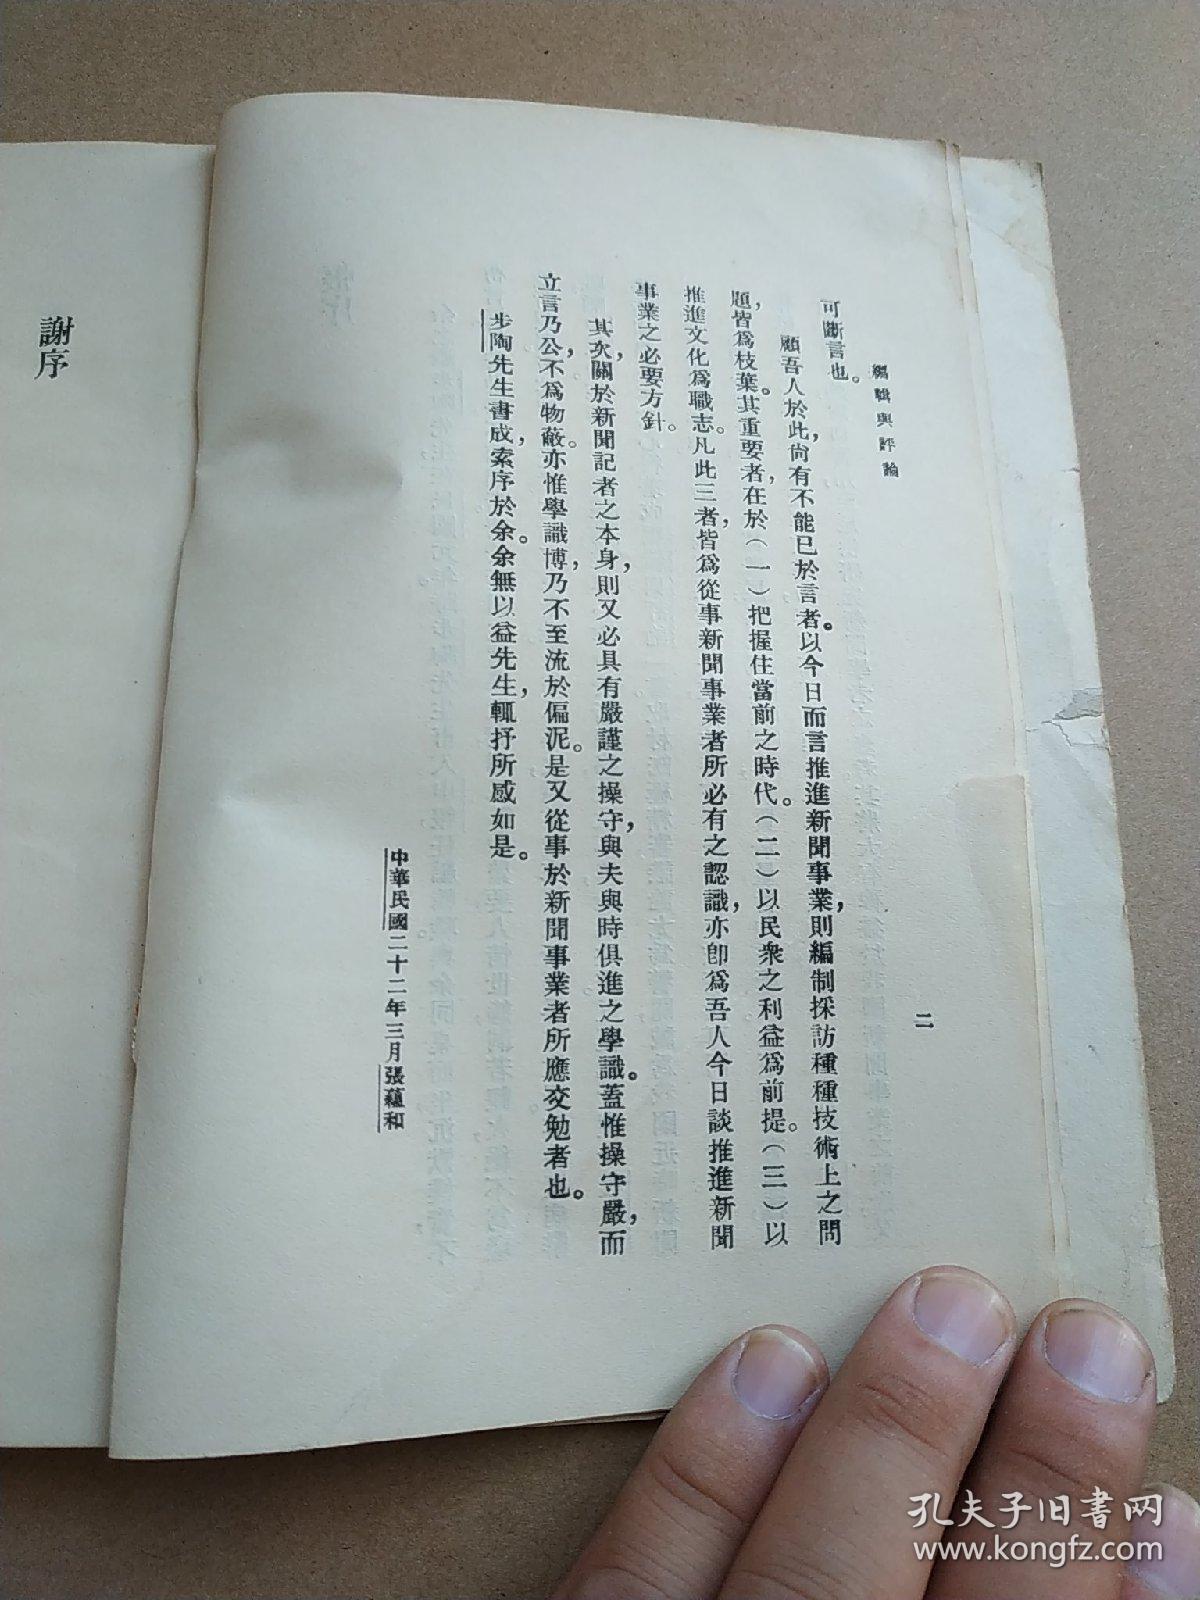 編輯與評論
二
可斷言也。
顧吾人於此，尙有不能已於言者。以今日而言推進新聞事業，則編制採訪種種技術上之問
題，皆爲枝葉。其重要者，在於（一）把握住當前之時代。（二）以民衆之利益爲前提。（三）以
推進文化爲職志。凡此三者，皆爲從事新聞事業者所必有之認識，亦卽爲吾人今日談推進新聞
事業之必要方針。
其次，關於新聞記者之本身，則又必具有嚴謹之操守，與夫與時俱進之學識。蓋惟操守嚴，而
立言乃公，不爲物蔽。亦惟學識博，乃不至流於偏泥。是又從事於新聞事業者所應交勉者也。
步陶先生書成，索序於余。余無以益先生，輒抒所感如是。
中華民國二十二年三月張蘊和
謝序
孔夫子旧书网
www.kongfz.com